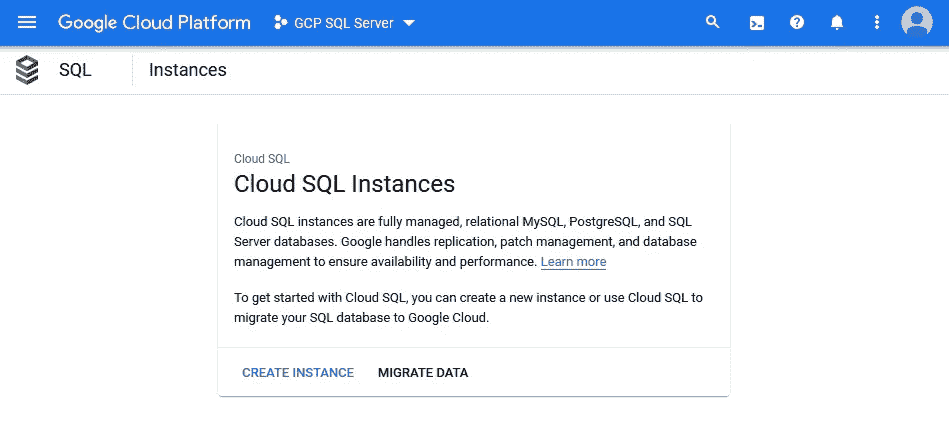 Google Cloud Platform GCP SQL Server
SQL Instances
Cloud SQL
Cloud SQL Instances
Cloud SQL instances are fully managed, relational MySQL, PostgreSQL, and SQL
Server databases. Google handles replication, patch management, and database
management to ensure availability and performance. Learn more
To get started with Cloud SQL, you can create a new instance or use Cloud SQL to
migrate your SQL database to Google Cloud.
CREATE INSTANCE MIGRATE DATA